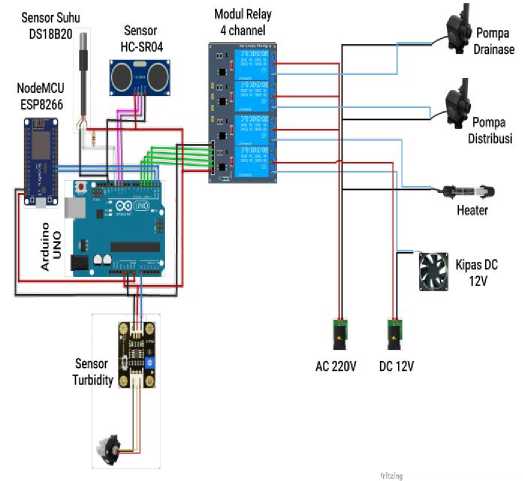 Sensor Suhu
DS18B20
Sensor
HC-SR04
Modul Relay
4 channel
Pompa
Drainase
NodeMCU
ESP8266
Pompa
Distribusi
Arduino
UNO
Heater
Kipas DC
12V
Sensor
Turbidity
AC 220V
DC 12V
fritzing